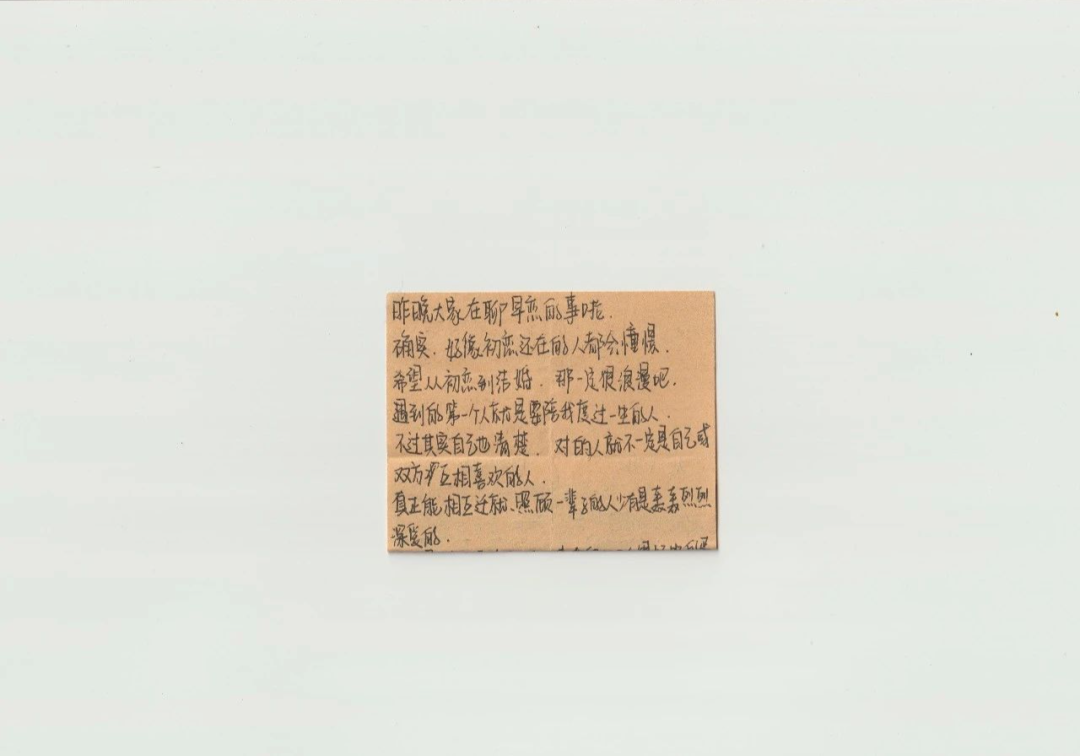 昨晚大家在聊早恋的事啦.
确实.好像初恋还在的人都会憧憬.
希望从初恋到结婚.那一定很浪漫吧.
遇到的第一个人就是要陪我度过一生的人.
不过其实自己也清楚.对的人就不一定是自己或
双方互相喜欢的人.
真正能相互迁就、照顾一辈子的人少有是轰轰烈烈
深爱的.